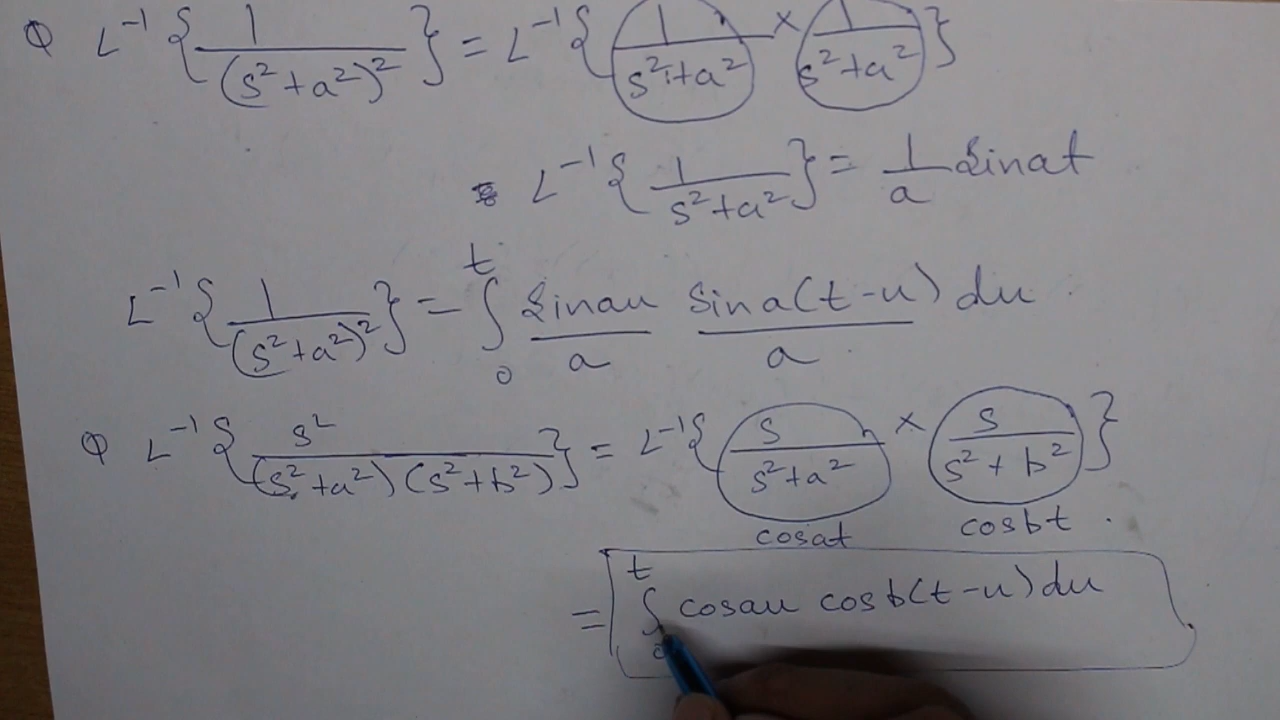 Q L⁻¹{1/(s²+a²)²} = L⁻¹{1/(s²+a²) × 1/(s²+a²)}
L⁻¹{1/(s²+a²)} = 1/a sinat
L⁻¹{1/(s²+a²)²} = ∫₀ᵗ sinau/a sina(t-u)/a du
Q L⁻¹{s²/((s²+a²)(s²+b²))} = L⁻¹{s/(s²+a²) × s/(s²+b²)}
cosat cosbt
= ∫₀ᵗ cosau cosb(t-u)du